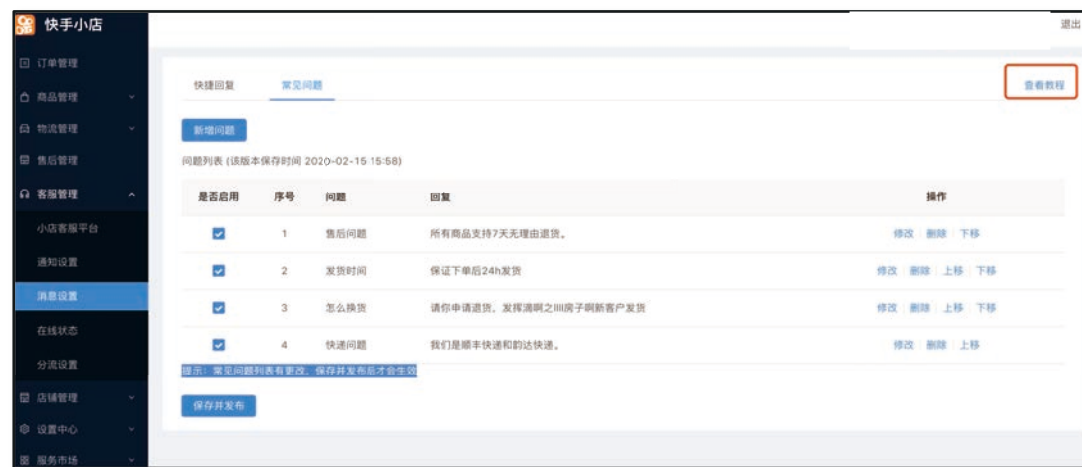 快手小店
退出
订单管理
商品管理
物流管理
售后管理
客服管理
小店客服平台
通知设置
消息设置
在线状态
分流设置
店铺管理
设置中心
服务市场
快捷回复 常见问题 查看教程
新增问题
问题列表 (该版本保存时间 2020-02-15 15:58)
是否启用 序号 问题 回复 操作
1 售后问题 所有商品支持7天无理由退货。 修改 删除 下移
2 发货时间 保证下单后24h发货 修改 删除 上移 下移
3 怎么换货 请你申请退货，发挥滴啊之IIII房子啊新客户发货 修改 删除 上移 下移
4 快递问题 我们是顺丰快递和韵达快递。 修改 删除 上移
提示：常见问题列表有更改，保存并发布后才会生效
保存并发布